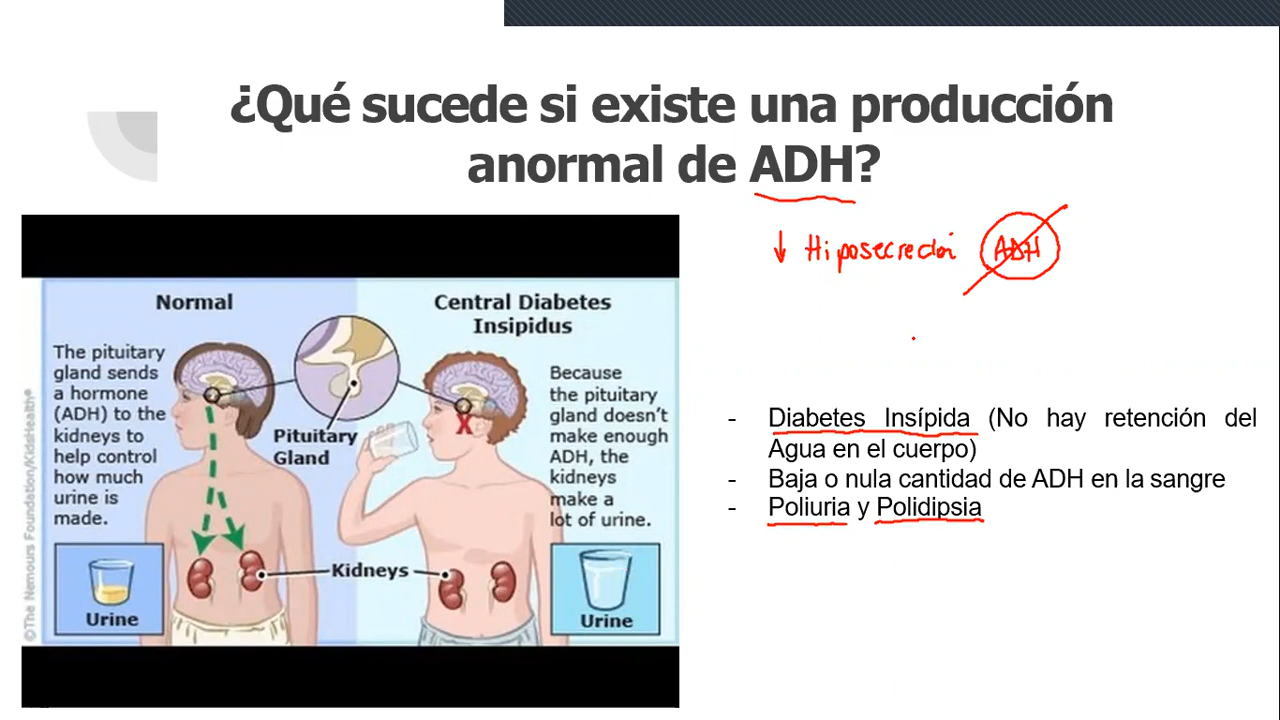 ¿Qué sucede si existe una producción
anormal de ADH?
↓ Hiposecreción ADH
Normal
The pituitary
gland sends
a hormone
(ADH) to the
kidneys to
help control
how much
urine is
made.
Urine
Pituitary
Gland
Kidneys
Central Diabetes
Insipidus
Because
the pituitary
gland doesn't
make enough
ADH, the
kidneys
make a
lot of urine.
Urine
©The Nemours Foundation/KidsHealth®
- Diabetes Insípida (No hay retención del
Agua en el cuerpo)
- Baja o nula cantidad de ADH en la sangre
- Poliuria y Polidipsia